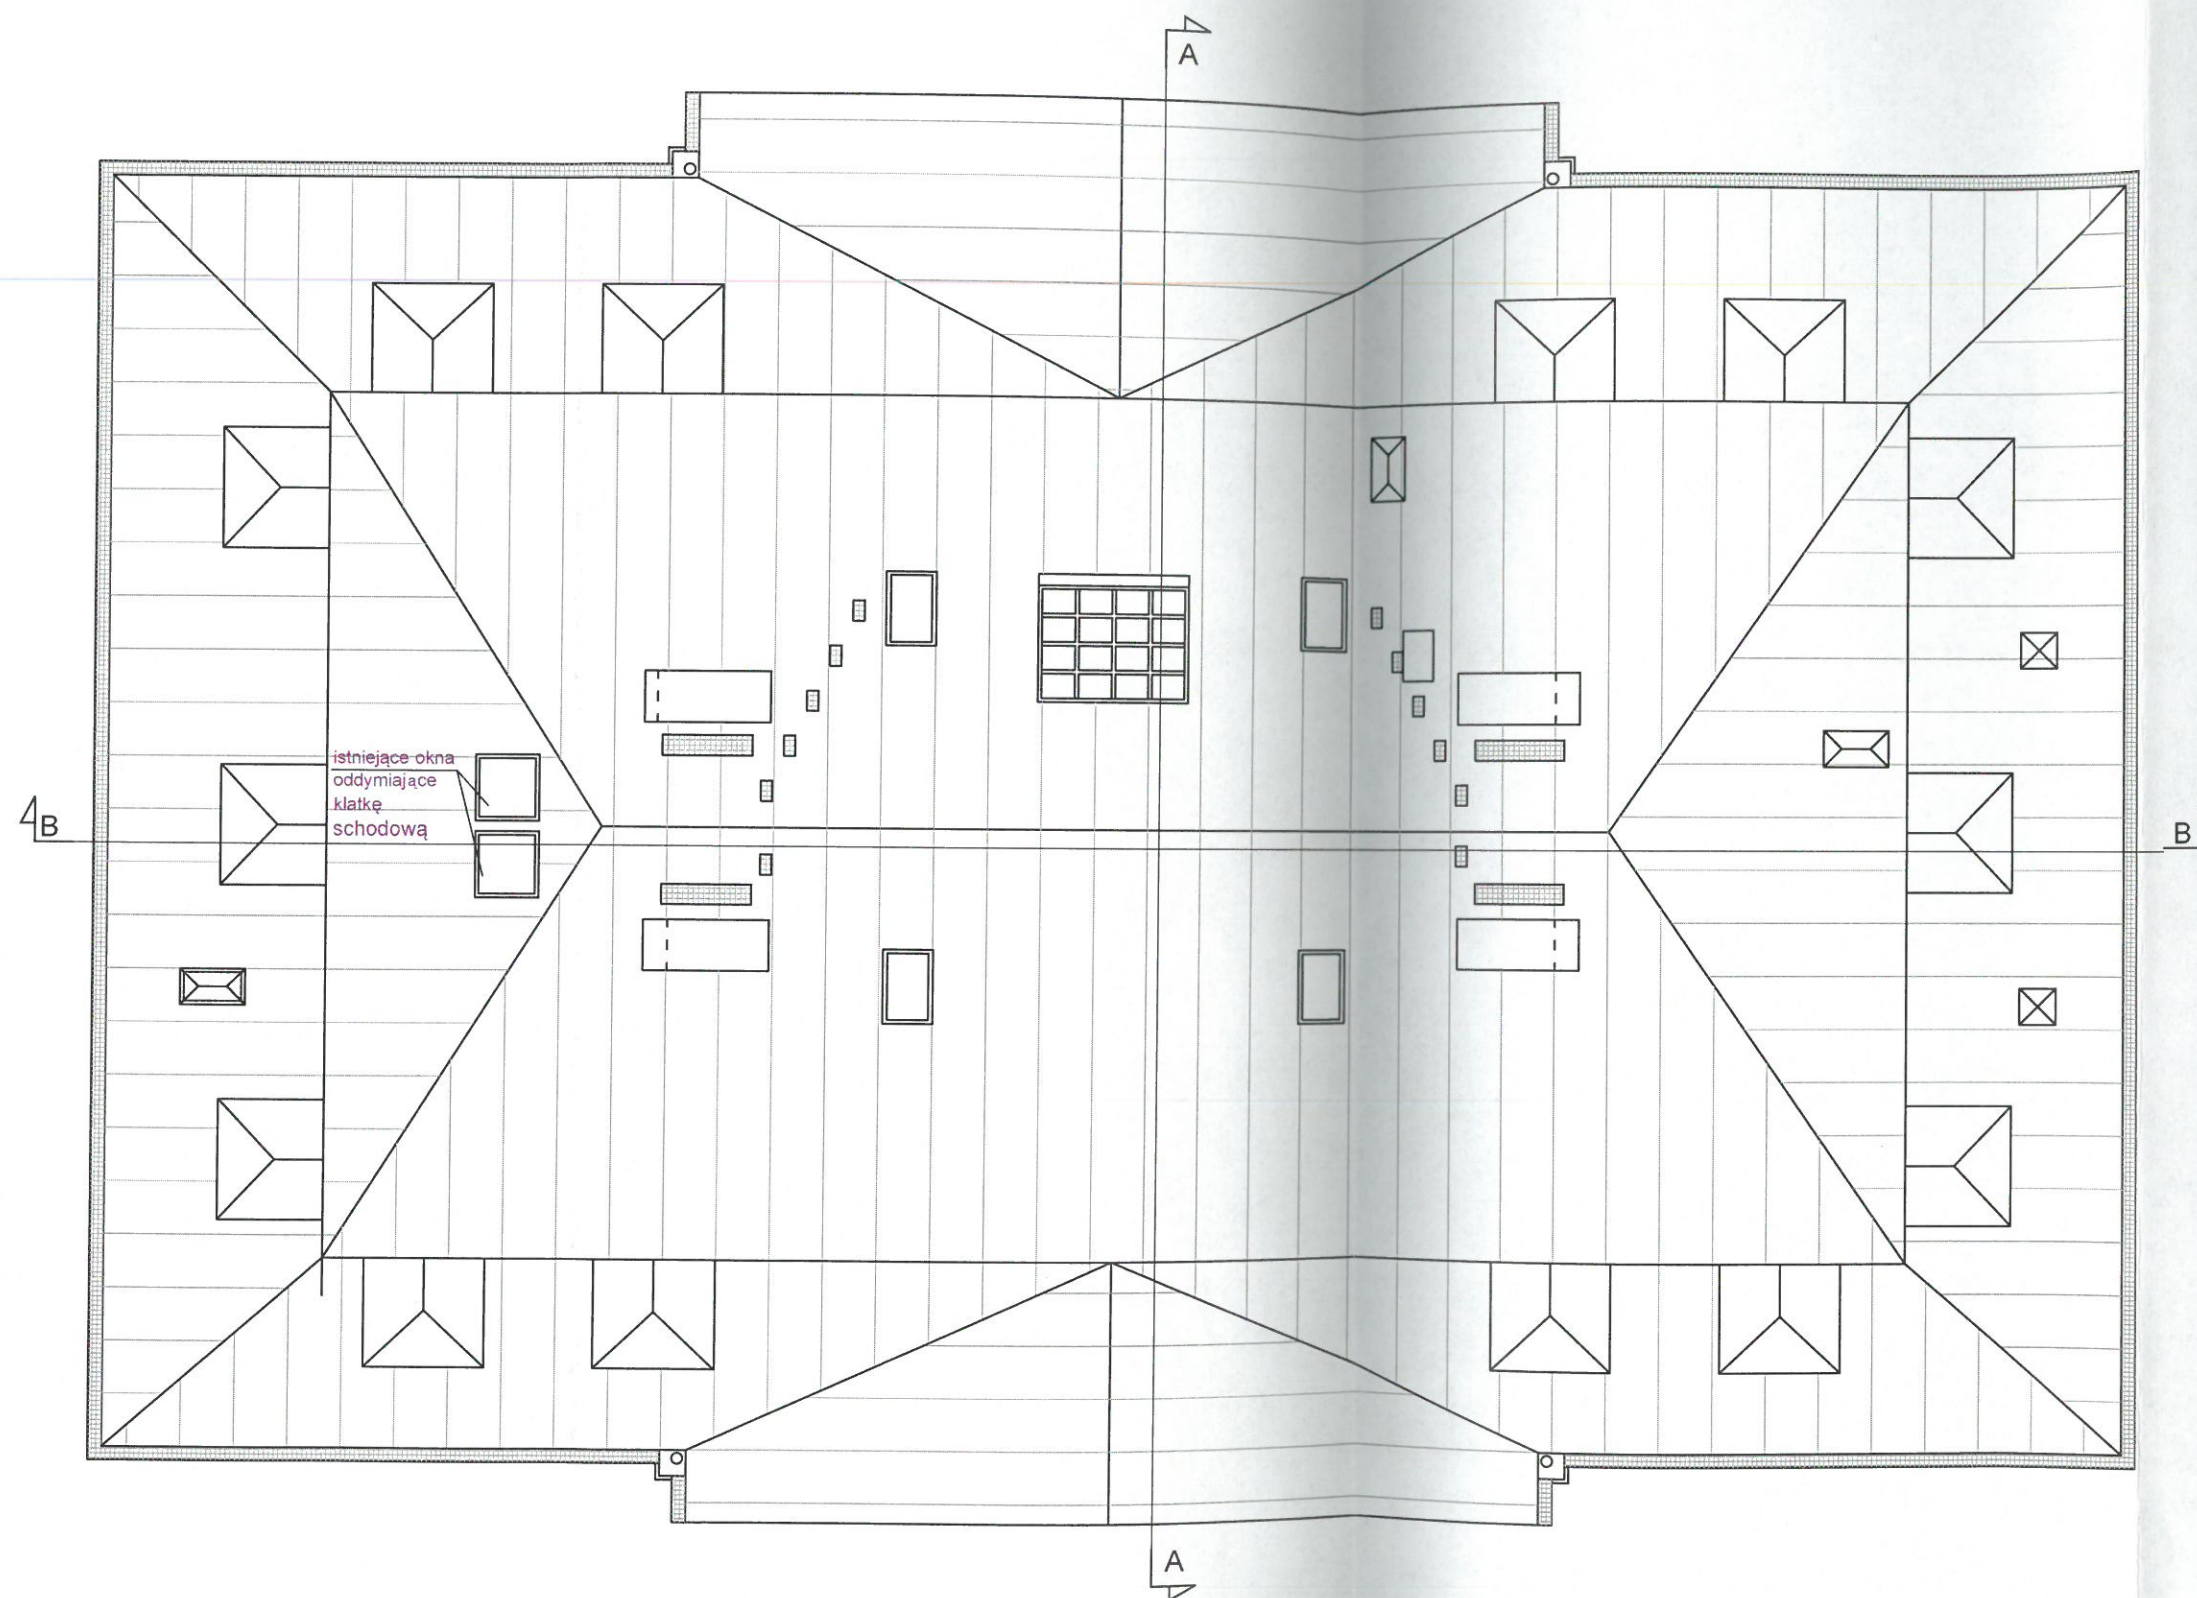 A
istniejące okna
oddymiające
klatkę
schodową
B
B
A